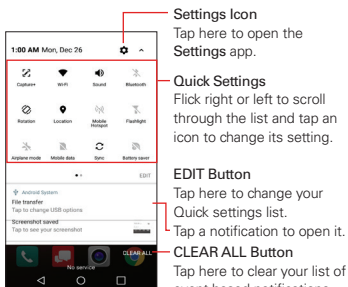 Settings Icon
Tap here to open the
Settings app.
1:00 AM Mon, Dec 26
Quick Settings
Flick right or left to scroll
through the list and tap an
icon to change its setting.
Capture+ Wi-Fi Sound Bluetooth
Rotation Location Mobile Hotspot Flashlight
Airplane mode Mobile data Sync Battery saver
EDIT
EDIT Button
Tap here to change your
Quick settings list.
Android System
File transfer
Tap to change USB options
Screenshot saved
Tap to see your screenshot
Tap a notification to open it.
CLEAR ALL
No service
CLEAR ALL Button
Tap here to clear your list of
event-based notifications